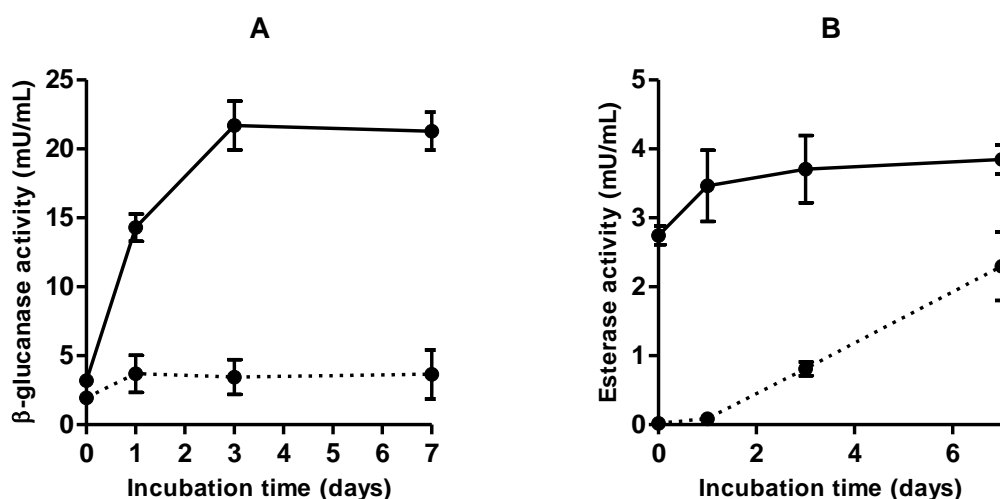 A
β-glucanase activity (mU/mL)
25
20
15
10
5
0
0 1 3 4 5 6 7
Incubation time (days)
B
Esterase activity (mU/mL)
5
4
3
2
1
0
0 2 4 6
Incubation time (days)